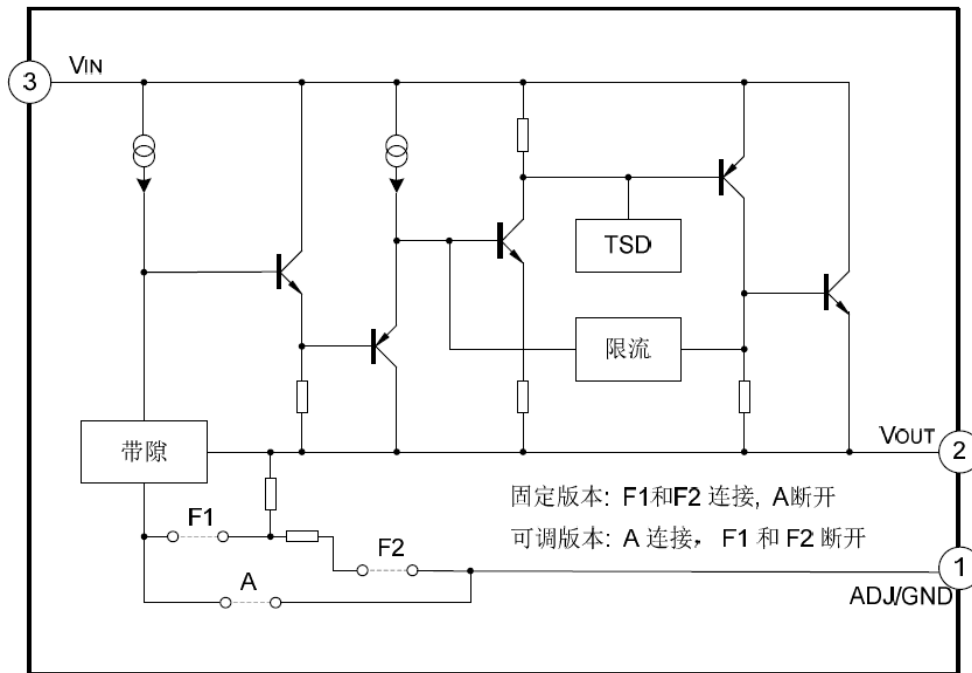 3
VIN
TSD
限流
带隙
VOUT
2
固定版本: F1和F2 连接, A断开
可调版本: A 连接， F1 和 F2 断开
F1
F2
A
1
ADJ/GND